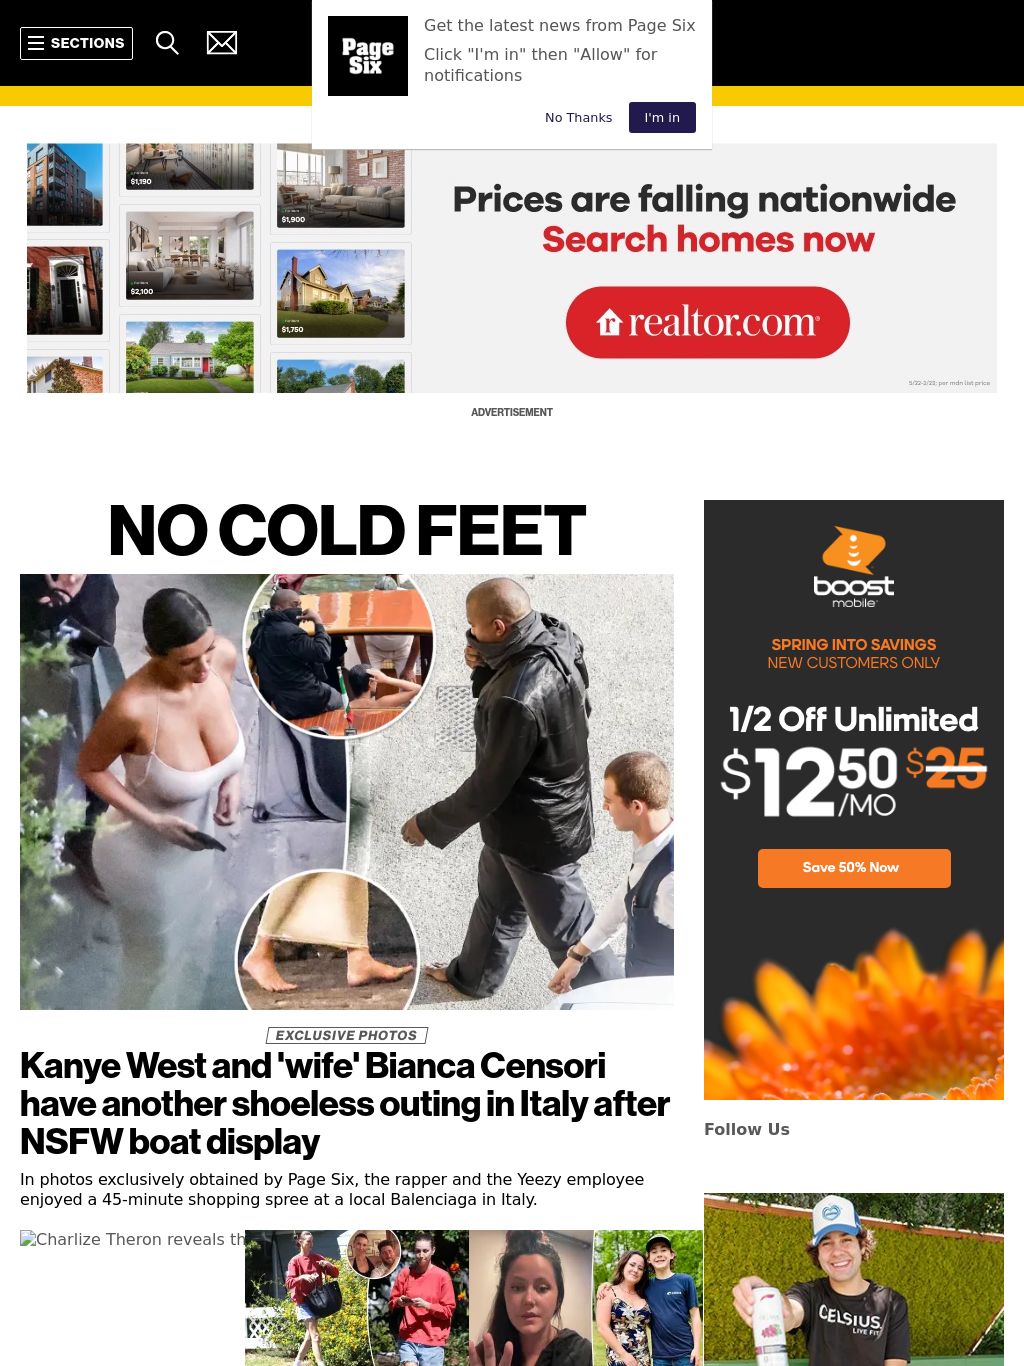 SECTIONS
Page
Six
Get the latest news from Page Six
Click "I'm in" then "Allow" for
notifications
No Thanks
I'm in
$1,190
$1,900
$2,100
$1,750
Prices are falling nationwide
Search homes now
realtor.com®
5/22-2/23; per mdn list price
ADVERTISEMENT
NO COLD FEET
EXCLUSIVE PHOTOS
Kanye West and 'wife' Bianca Censori
have another shoeless outing in Italy after
NSFW boat display
In photos exclusively obtained by Page Six, the rapper and the Yeezy employee
enjoyed a 45-minute shopping spree at a local Balenciaga in Italy.
Charlize Theron reveals th
boost
mobile
SPRING INTO SAVINGS
NEW CUSTOMERS ONLY
1/2 Off Unlimited
$12 50 /MO $25
Save 50% Now
Follow Us
CELSIUS
LIVE FIT